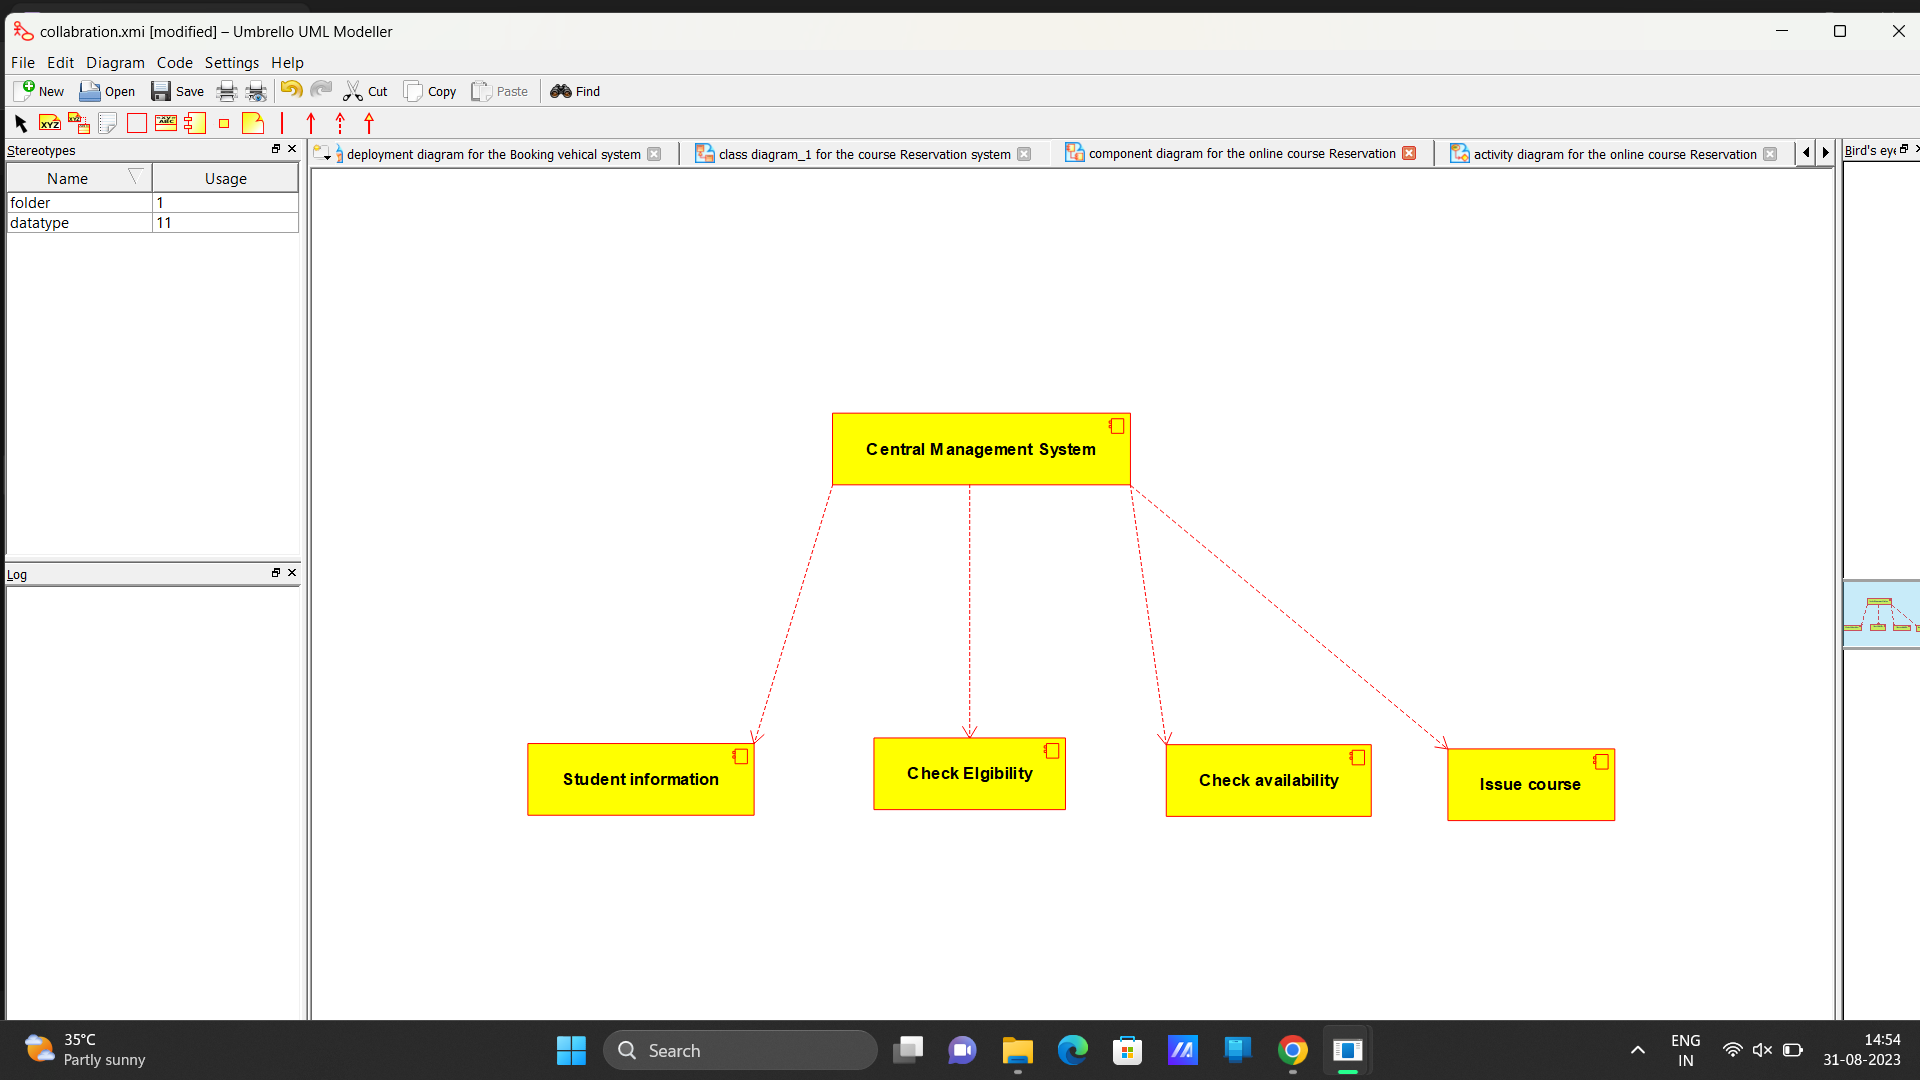 collabration.xmi [modified] – Umbrello UML Modeller
File Edit Diagram Code Settings Help
New Open Save Cut Copy Paste Find
XYZ
Stereotypes
deployment diagram for the Booking vehical system
class diagram_1 for the course Reservation system
component diagram for the online course Reservation
activity diagram for the online course Reservation
Bird's eye
Name Usage
folder 1
datatype 11
Central Management System
Log
Student information
Check Elgibility
Check availability
Issue course
35°C
Partly sunny
Search
ENG
IN
14:54
31-08-2023